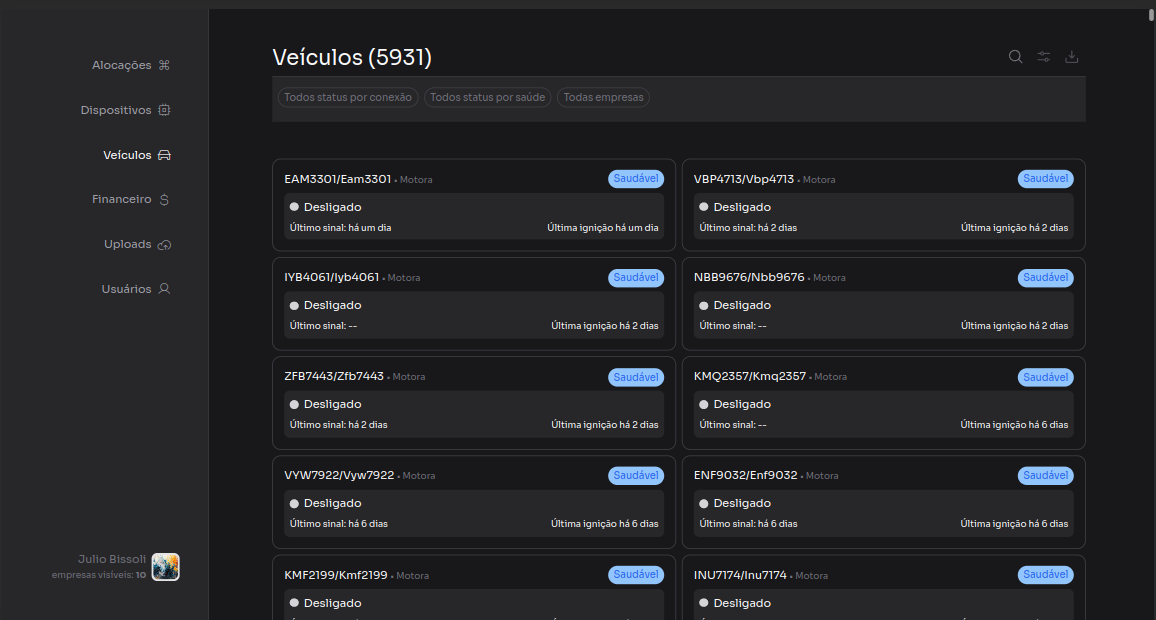 Alocações
Dispositivos
Veículos
Financeiro
Uploads
Usuários
Julio Bissoli
empresas visíveis: 10
Veículos (5931)
Todos status por conexão Todos status por saúde Todas empresas
EAM3301/Eam3301 • Motora Saudável
Desligado
Último sinal: há um dia Última ignição há um dia
VBP4713/Vbp4713 • Motora Saudável
Desligado
Último sinal: há 2 dias Última ignição há 2 dias
IYB4061/Iyb4061 • Motora Saudável
Desligado
Último sinal: -- Última ignição há 2 dias
NBB9676/Nbb9676 • Motora Saudável
Desligado
Último sinal: -- Última ignição há 2 dias
ZFB7443/Zfb7443 • Motora Saudável
Desligado
Último sinal: há 2 dias Última ignição há 2 dias
KMQ2357/Kmq2357 • Motora Saudável
Desligado
Último sinal: -- Última ignição há 6 dias
VYW7922/Vyw7922 • Motora Saudável
Desligado
Último sinal: há 6 dias Última ignição há 6 dias
ENF9032/Enf9032 • Motora Saudável
Desligado
Último sinal: há 6 dias Última ignição há 6 dias
KMF2199/Kmf2199 • Motora Saudável
Desligado
INU7174/Inu7174 • Motora Saudável
Desligado